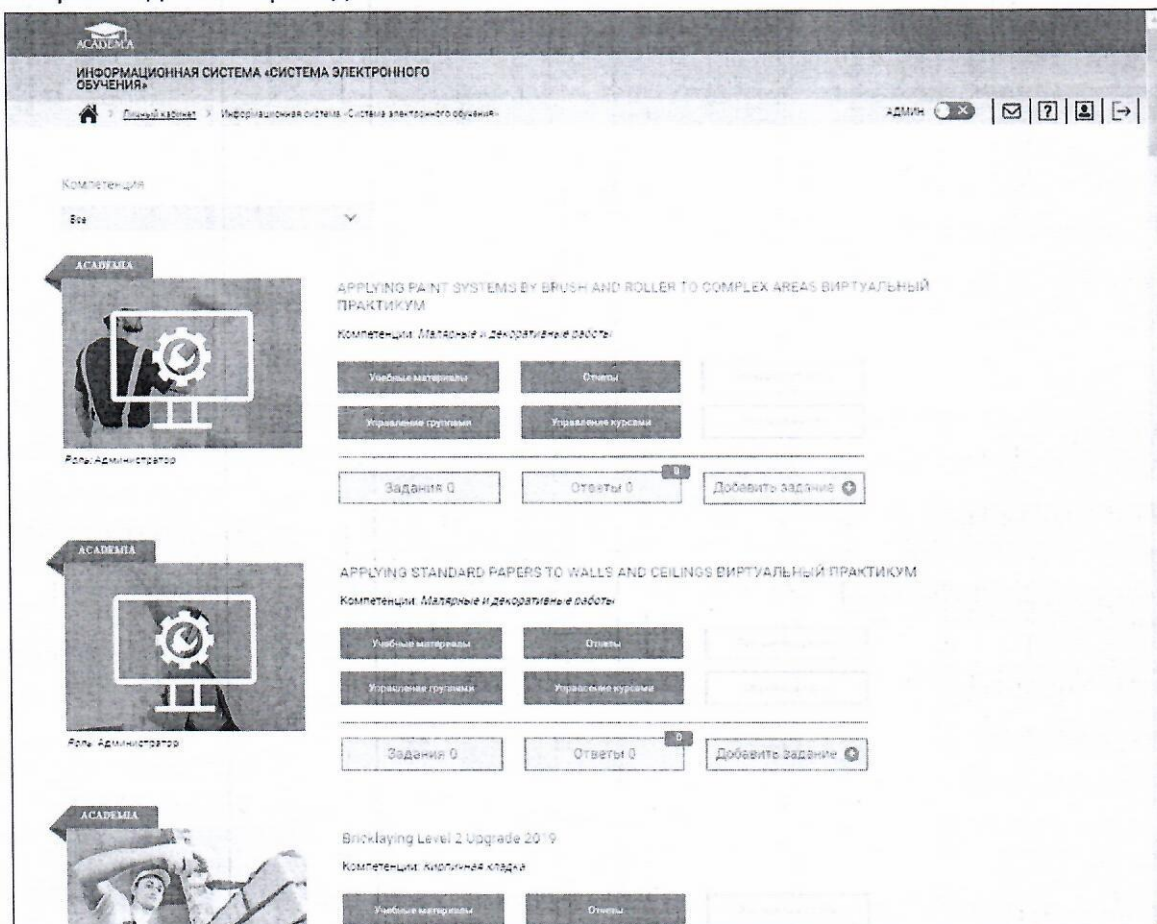 ACADEMIA
ИНФОРМАЦИОННАЯ СИСТЕМА «СИСТЕМА ЭЛЕКТРОННОГО
ОБУЧЕНИЯ»
> Личный кабинет > Информационная система «Система электронного обучения»
АДМИН
Компетенция
Все
ACADEMIA
APPLYING PAINT SYSTEMS BY BRUSH AND ROLLER TO COMPLEX AREAS ВИРТУАЛЬНЫЙ
ПРАКТИКУМ
Компетенции: Малярные и декоративные работы
Учебные материалы Отчеты
Управление группами Управление курсами
Роль: Администратор
Задания 0 Ответы 0 0 Добавить задание
ACADEMIA
APPLYING STANDARD PAPERS TO WALLS AND CEILINGS ВИРТУАЛЬНЫЙ ПРАКТИКУМ
Компетенции: Малярные и декоративные работы
Учебные материалы Отчеты
Управление группами Управление курсами
Роль: Администратор
Задания 0 Ответы 0 0 Добавить задание
ACADEMIA
Bricklaying Level 2 Upgrade 2019
Компетенции: Кирпичная кладка
Учебные материалы Отчеты